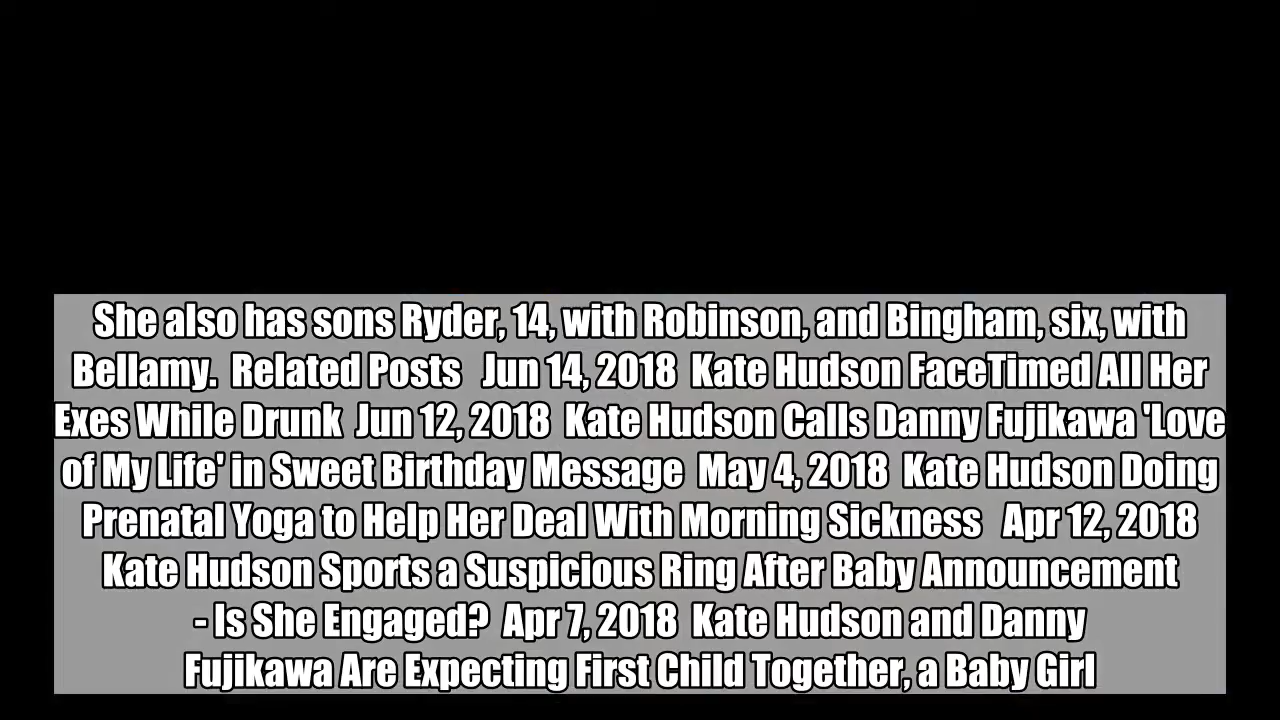 She also has sons Ryder, 14, with Robinson, and Bingham, six, with
Bellamy. Related Posts Jun 14, 2018 Kate Hudson FaceTimed All Her
Exes While Drunk Jun 12, 2018 Kate Hudson Calls Danny Fujikawa 'Love
of My Life' in Sweet Birthday Message May 4, 2018 Kate Hudson Doing
Prenatal Yoga to Help Her Deal With Morning Sickness Apr 12, 2018
Kate Hudson Sports a Suspicious Ring After Baby Announcement
- Is She Engaged? Apr 7, 2018 Kate Hudson and Danny
Fujikawa Are Expecting First Child Together, a Baby Girl